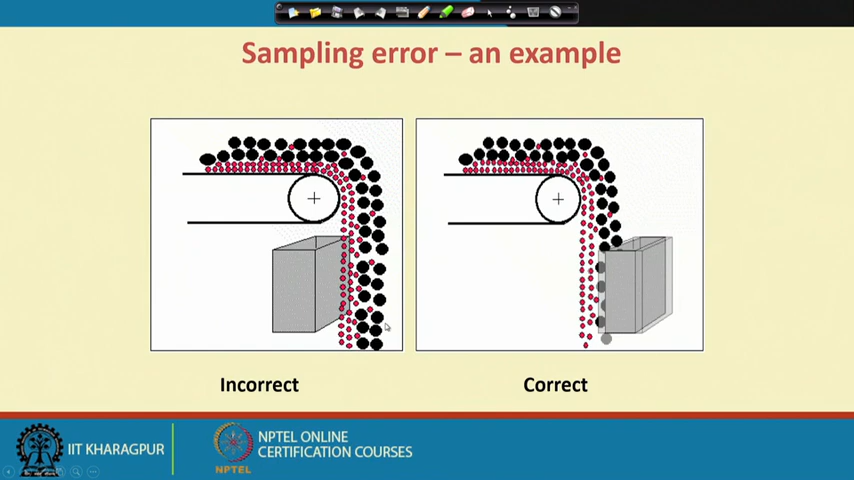 Sampling error – an example
Incorrect
Correct
IIT KHARAGPUR
NPTEL
NPTEL ONLINE
CERTIFICATION COURSES